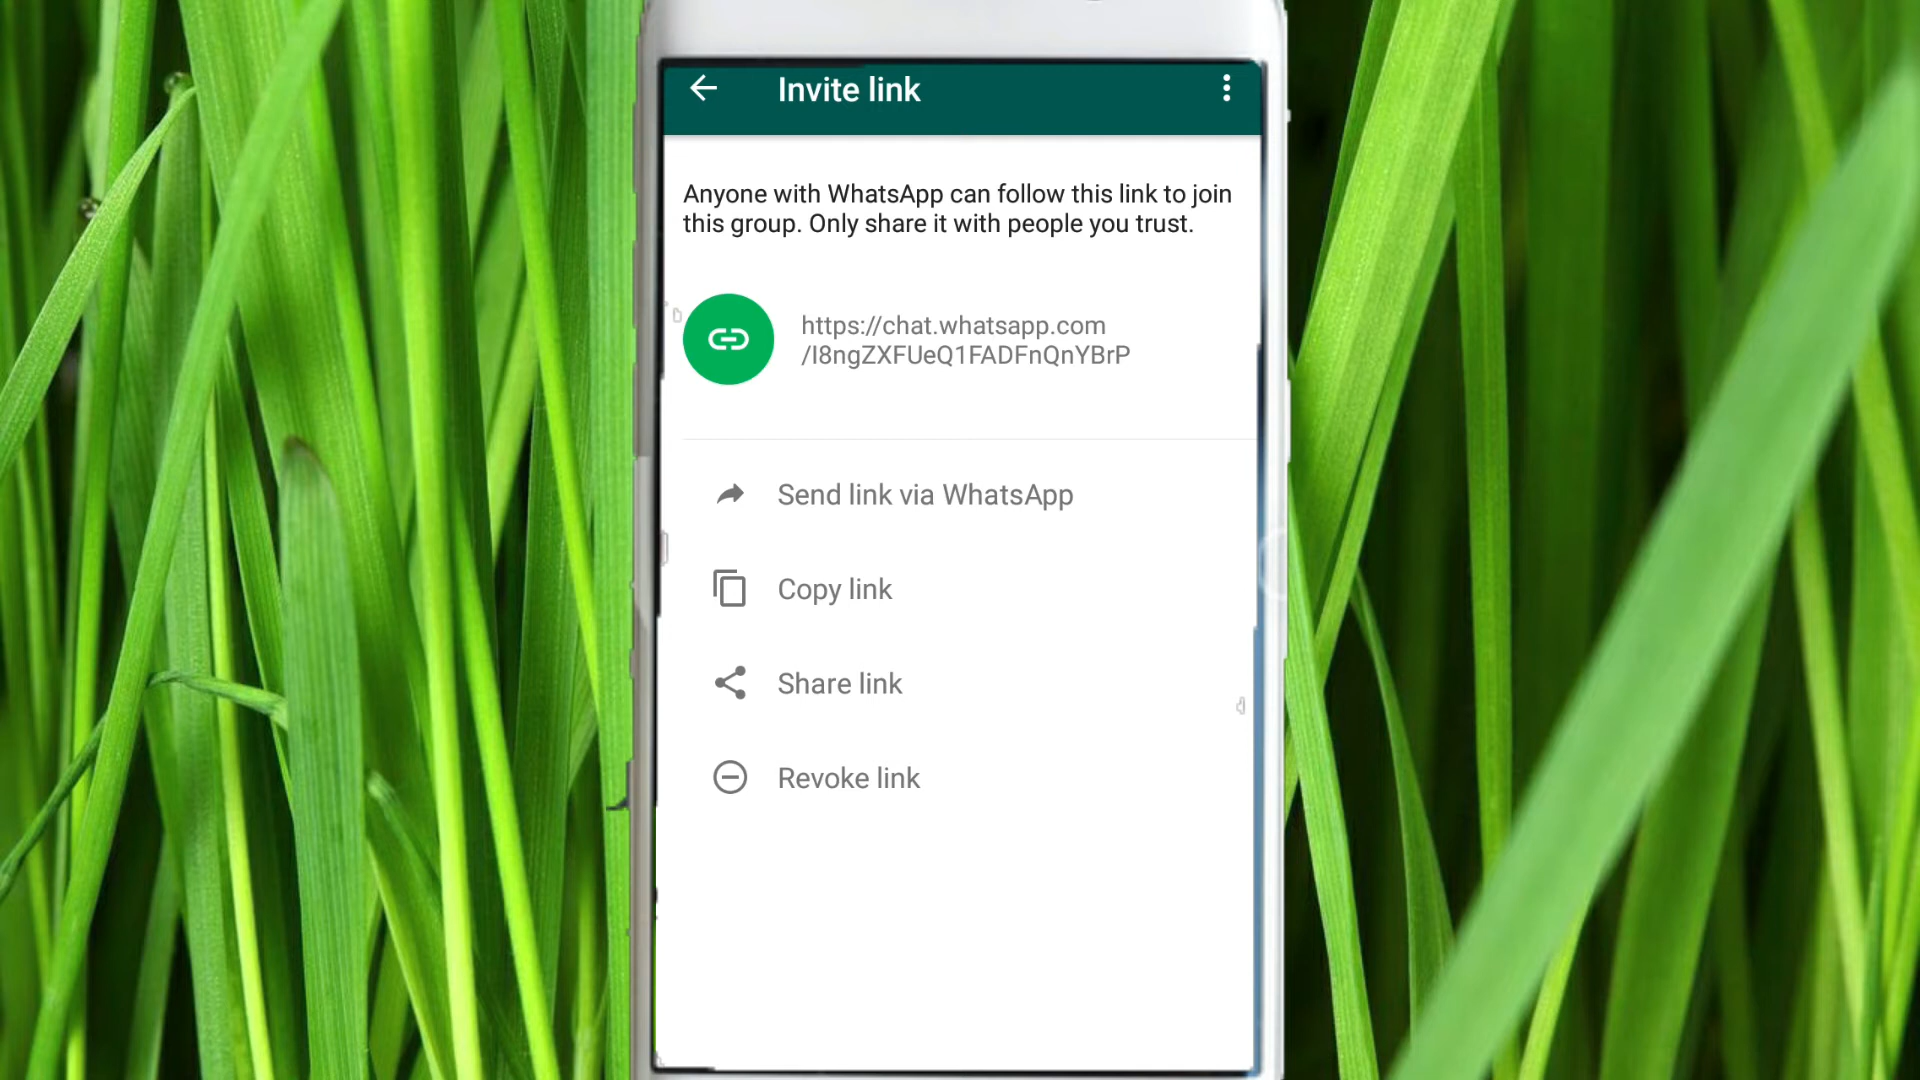 Invite link
Anyone with WhatsApp can follow this link to join
this group. Only share it with people you trust.
https://chat.whatsapp.com
/I8ngZXFUeQ1FADFnQnYBrP
Send link via WhatsApp
Copy link
Share link
Revoke link